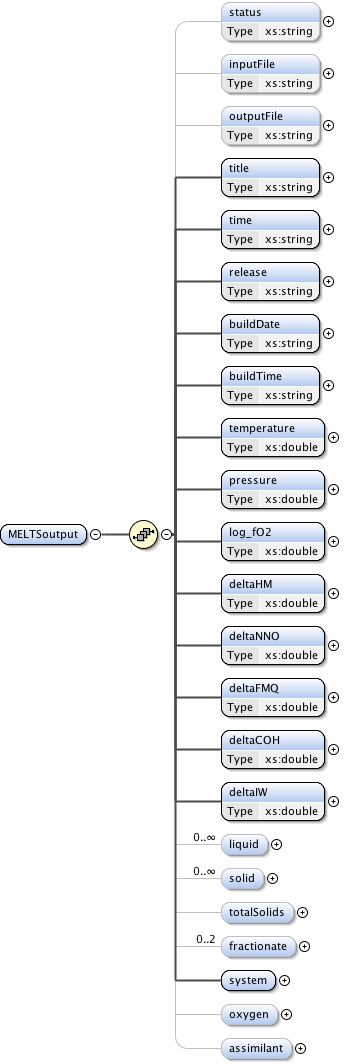 status
Type xs:string
inputFile
Type xs:string
outputFile
Type xs:string
title
Type xs:string
time
Type xs:string
release
Type xs:string
buildDate
Type xs:string
buildTime
Type xs:string
temperature
Type xs:double
pressure
Type xs:double
MELTSoutput
log_fO2
Type xs:double
deltaHM
Type xs:double
deltaNNO
Type xs:double
deltaFMQ
Type xs:double
deltaCOH
Type xs:double
deltaIW
Type xs:double
0..∞ liquid
0..∞ solid
totalSolids
0..2 fractionate
system
oxygen
assimilant